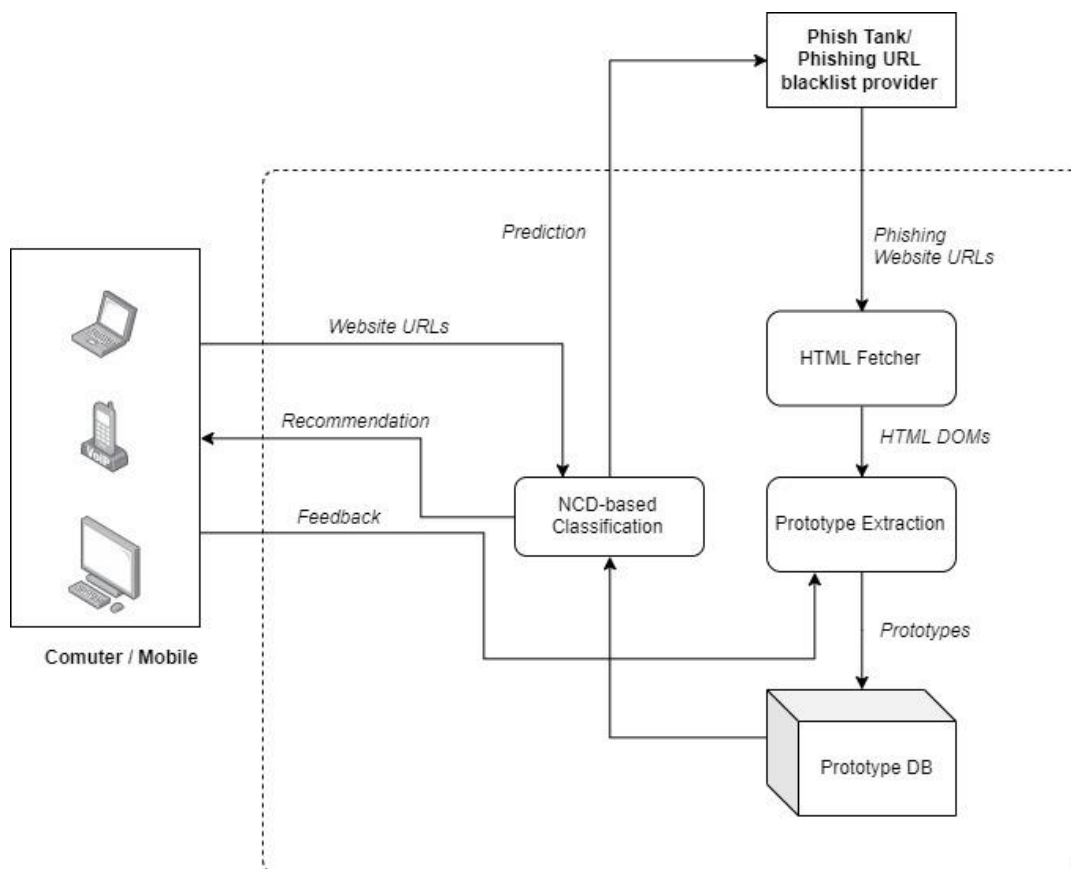 Phish Tank/
Phishing URL
blacklist provider
Prediction
Phishing
Website URLs
Website URLs
HTML Fetcher
Recommendation
HTML DOMs
VoIP
NCD-based
Classification
Prototype Extraction
Feedback
Prototypes
Comuter / Mobile
Prototype DB